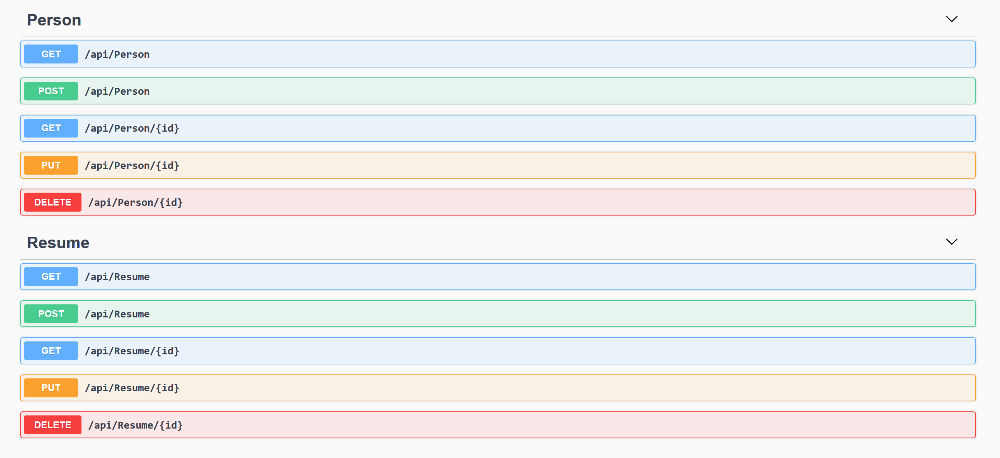 Person
GET /api/Person
POST /api/Person
GET /api/Person/{id}
PUT /api/Person/{id}
DELETE /api/Person/{id}
Resume
GET /api/Resume
POST /api/Resume
GET /api/Resume/{id}
PUT /api/Resume/{id}
DELETE /api/Resume/{id}